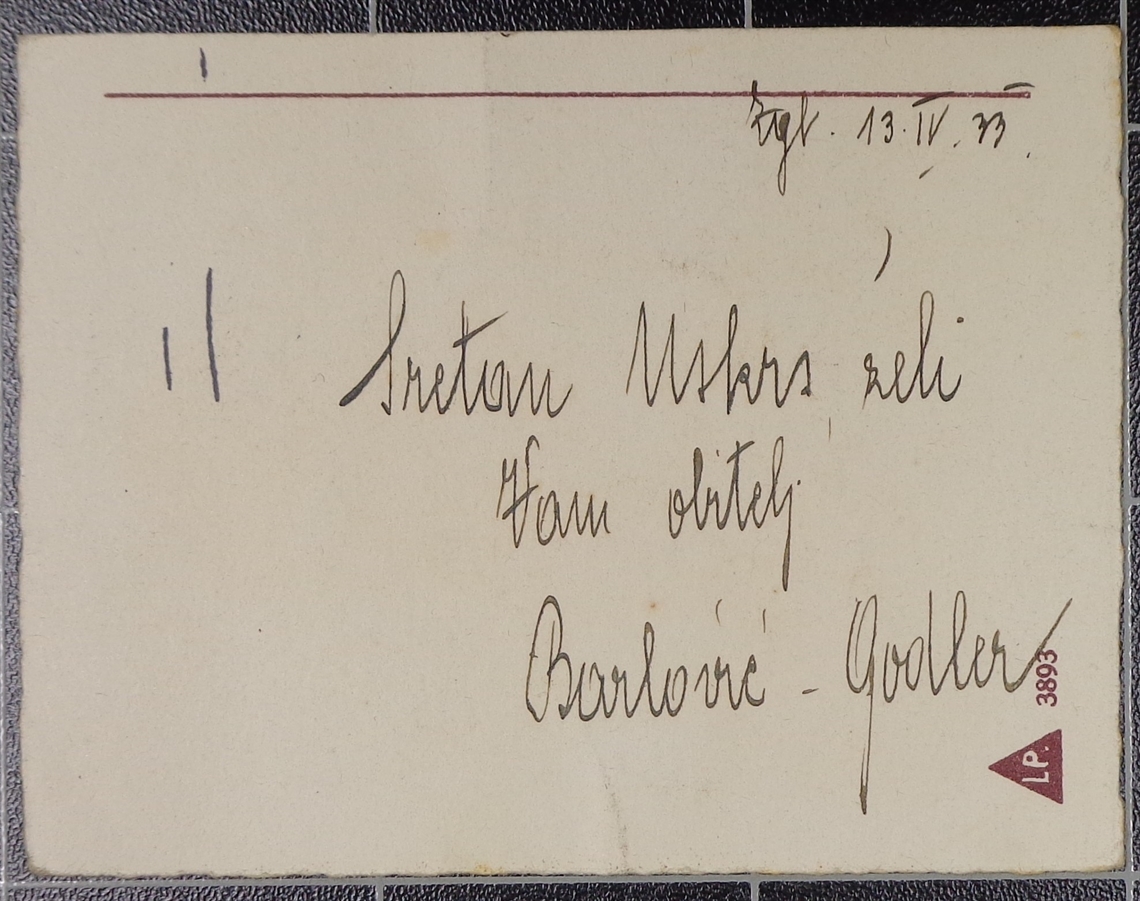 Zgb. 13.IV.33.
Sretan Uskrs želi
Vam obitelj
Barlović - Godler
3893
LP.